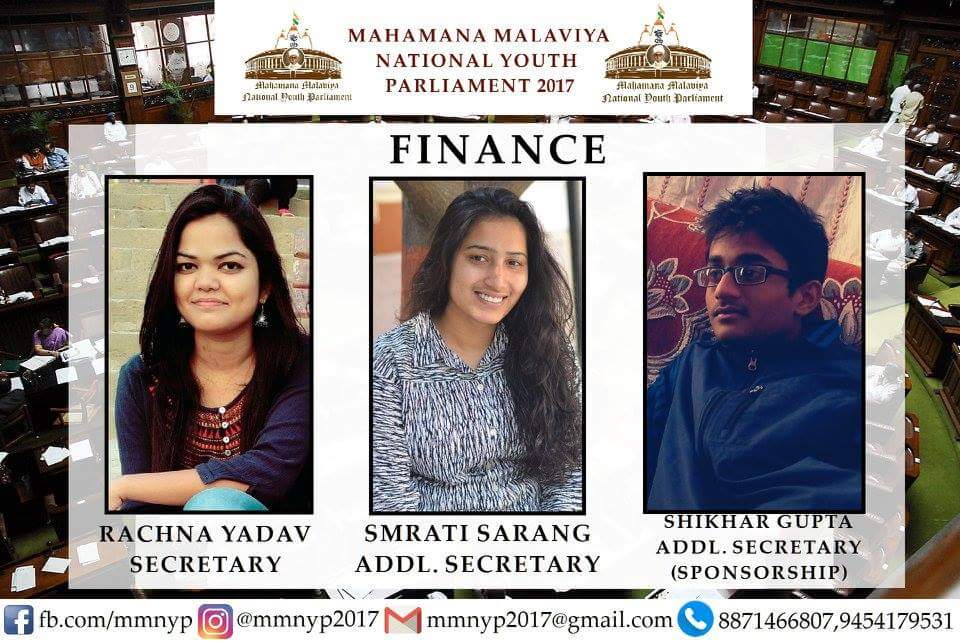 MAHAMANA MALAVIYA
NATIONAL YOUTH
PARLIAMENT 2017
Mahamana Malaviya
National Youth Parliament
Mahamana Malaviya
National Youth Parliament
FINANCE
RACHNA YADAV
SECRETARY
SMRATI SARANG
ADDL. SECRETARY
SHIKHAR GUPTA
ADDL. SECRETARY
(SPONSORSHIP)
fb.com/mmnyp
@mmnyp2017
mmnyp2017@gmail.com
8871466807,9454179531